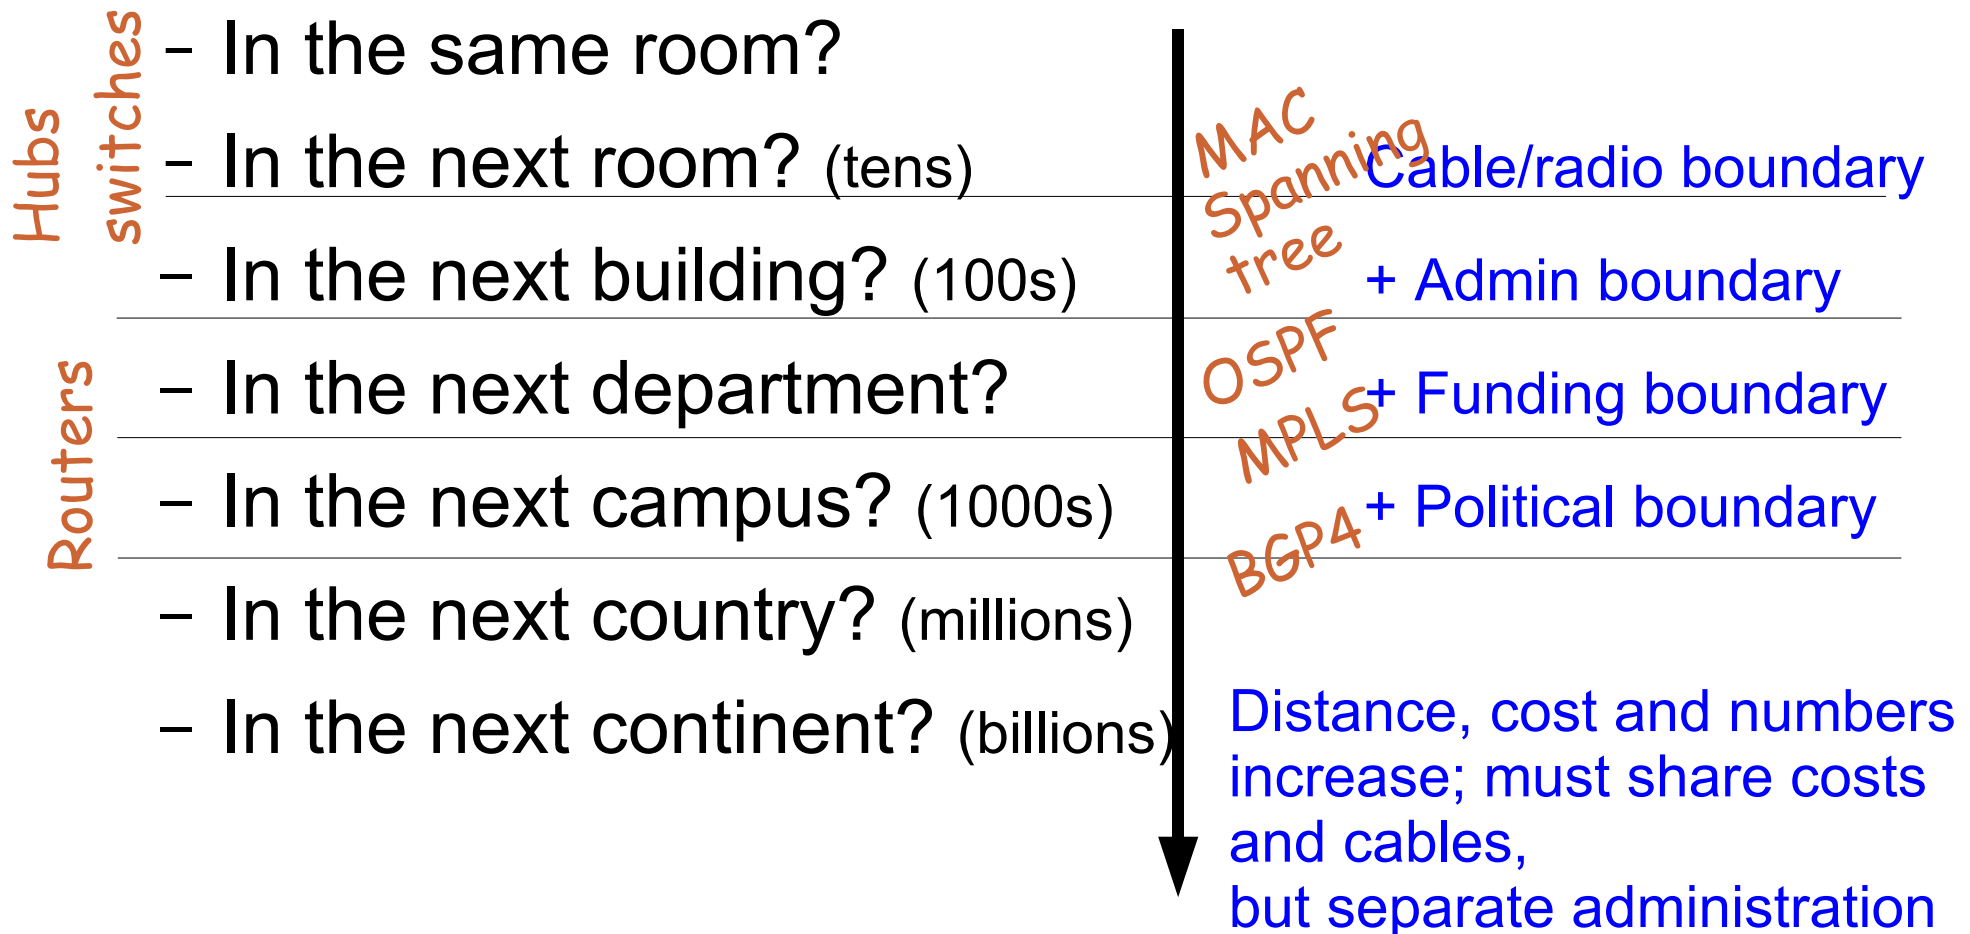 Hubs
switches
Routers
– In the same room?
– In the next room? (tens)
– In the next building? (100s)
– In the next department?
– In the next campus? (1000s)
– In the next country? (millions)
– In the next continent? (billions)
MAC
Spanning
tree
OSPF
MPLS
BGP4
Cable/radio boundary
+ Admin boundary
+ Funding boundary
+ Political boundary
Distance, cost and numbers
increase; must share costs
and cables,
but separate administration